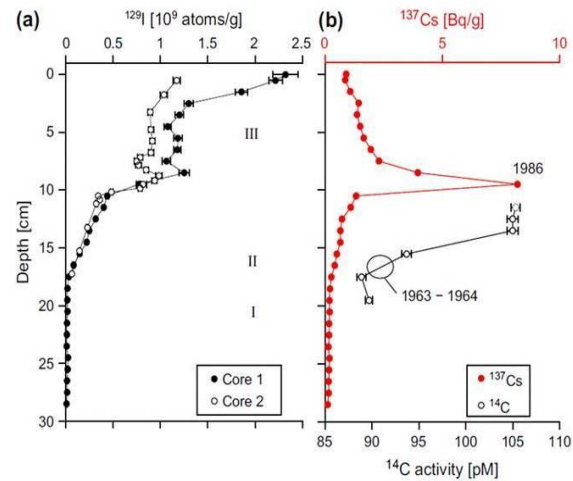 (a) ¹²⁹I [10⁹ atoms/g]
0 0.5 1 1.5 2 2.5
0
5
10
15
20
25
30
Depth [cm]
III
II
I
Core 1
Core 2
(b) ¹³⁷Cs [Bq/g]
0 5 10
1986
1963 – 1964
¹³⁷Cs
¹⁴C
85 90 95 100 105 110
¹⁴C activity [pM]